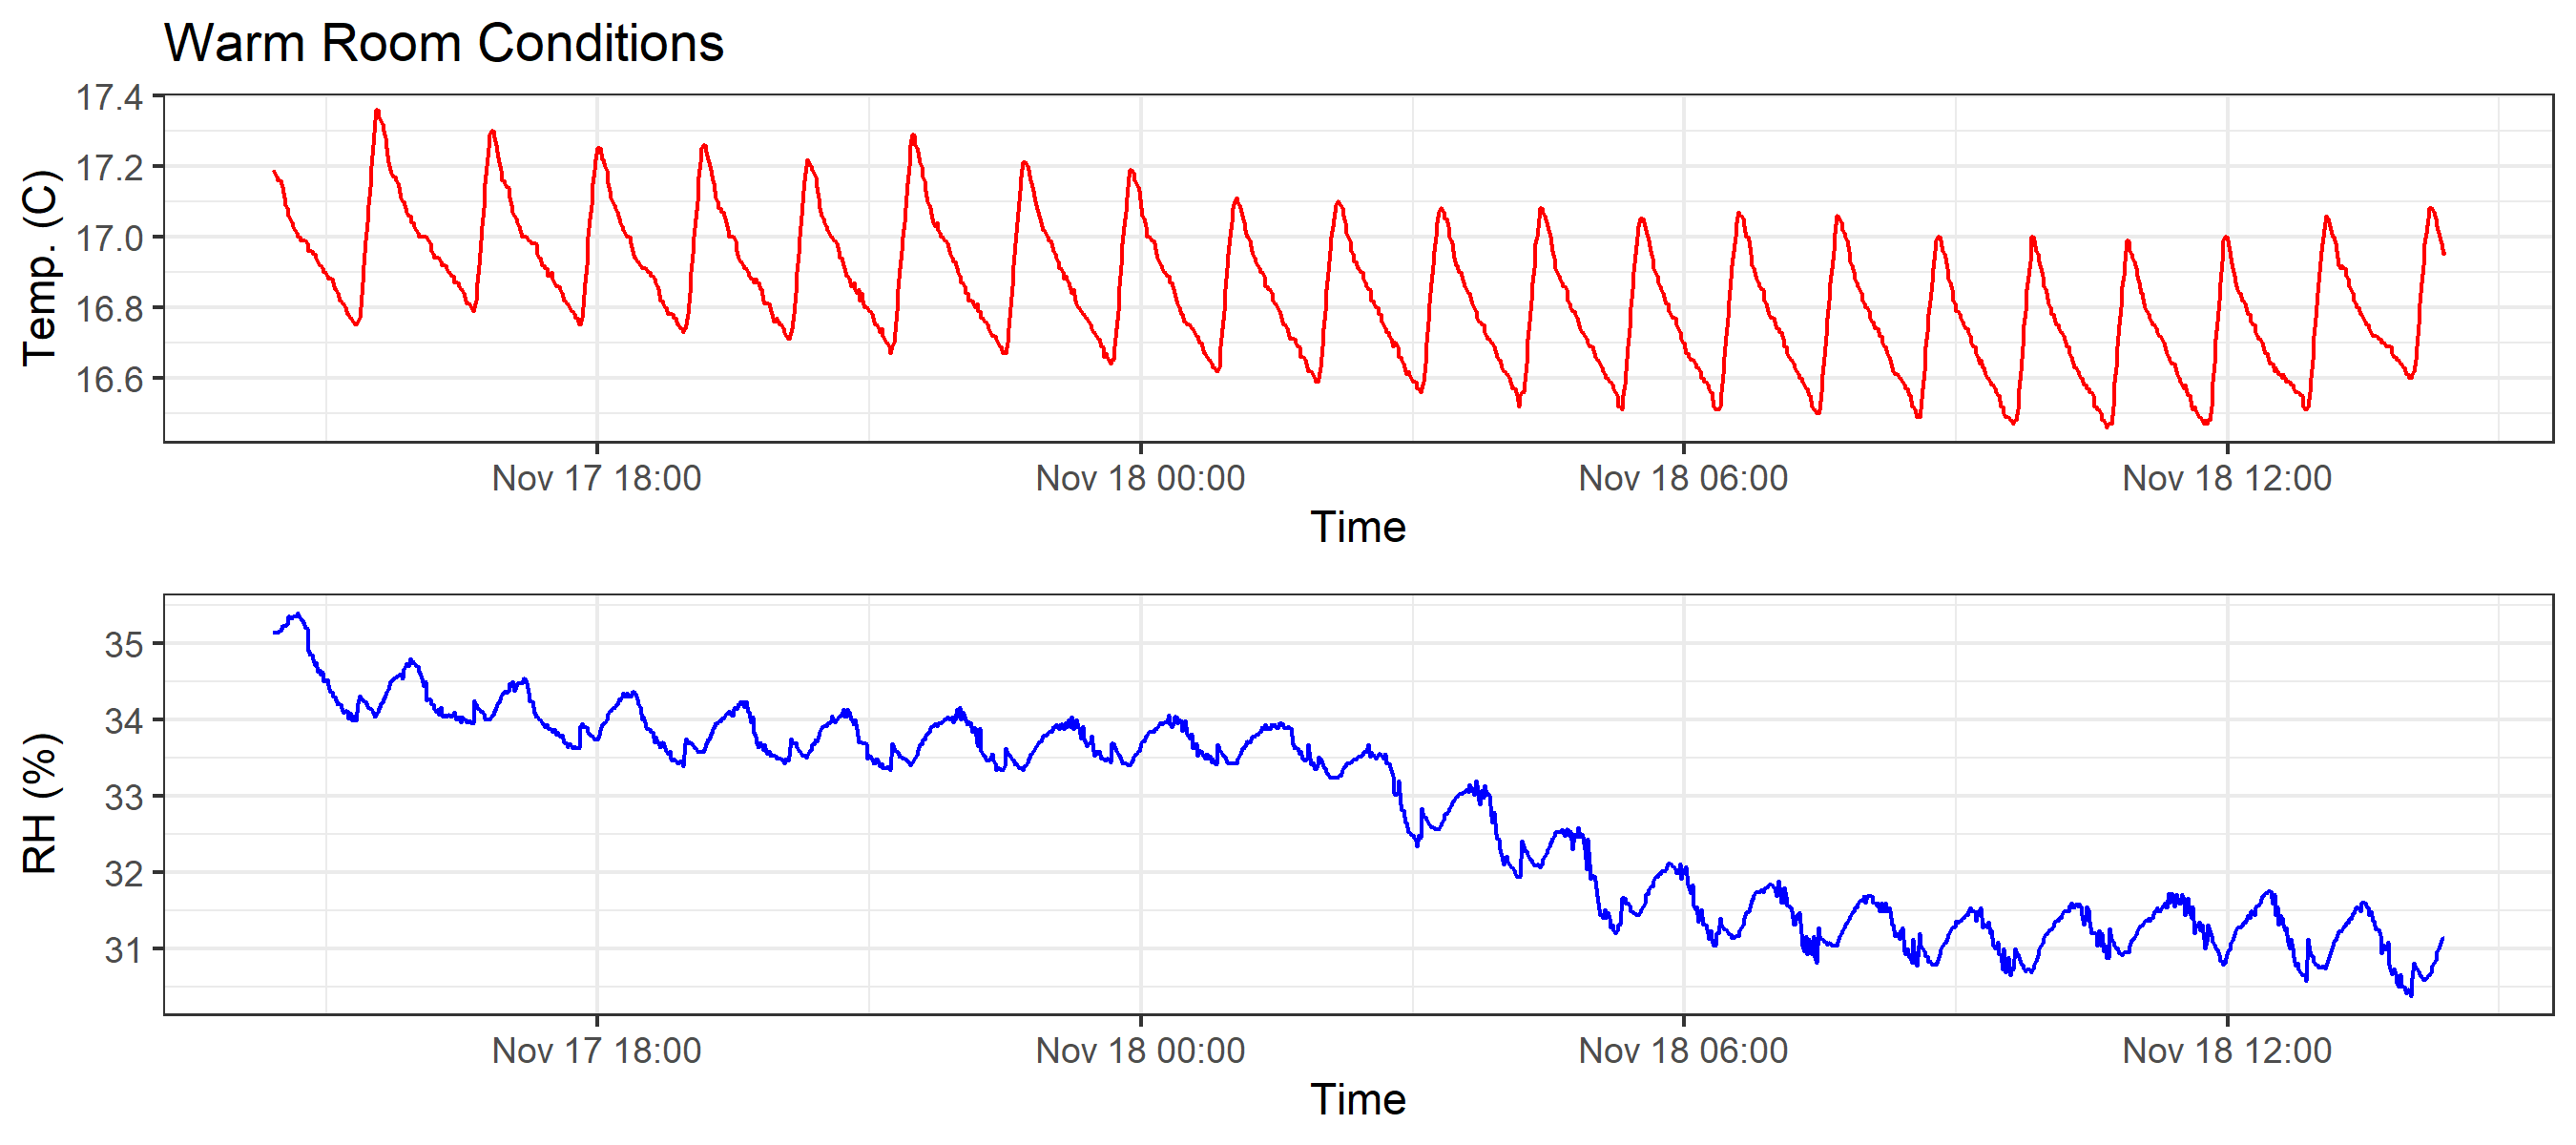 Warm Room Conditions
Temp. (C)
17.4
17.2
17.0
16.8
16.6
Nov 17 18:00 Nov 18 00:00 Nov 18 06:00 Nov 18 12:00
Time
RH (%)
35
34
33
32
31
Nov 17 18:00 Nov 18 00:00 Nov 18 06:00 Nov 18 12:00
Time